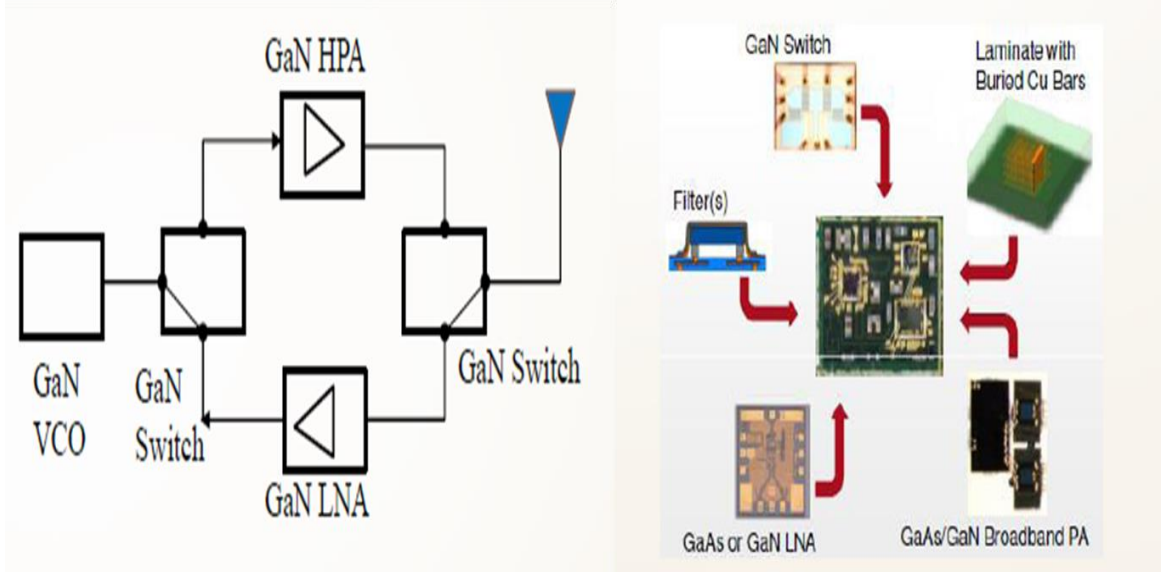 GaN HPA
GaN
VCO
GaN
Switch
GaN Switch
GaN LNA
GaN Switch
Laminate with
Buried Cu Bars
Filter(s)
GaAs or GaN LNA
GaAs/GaN Broadband PA